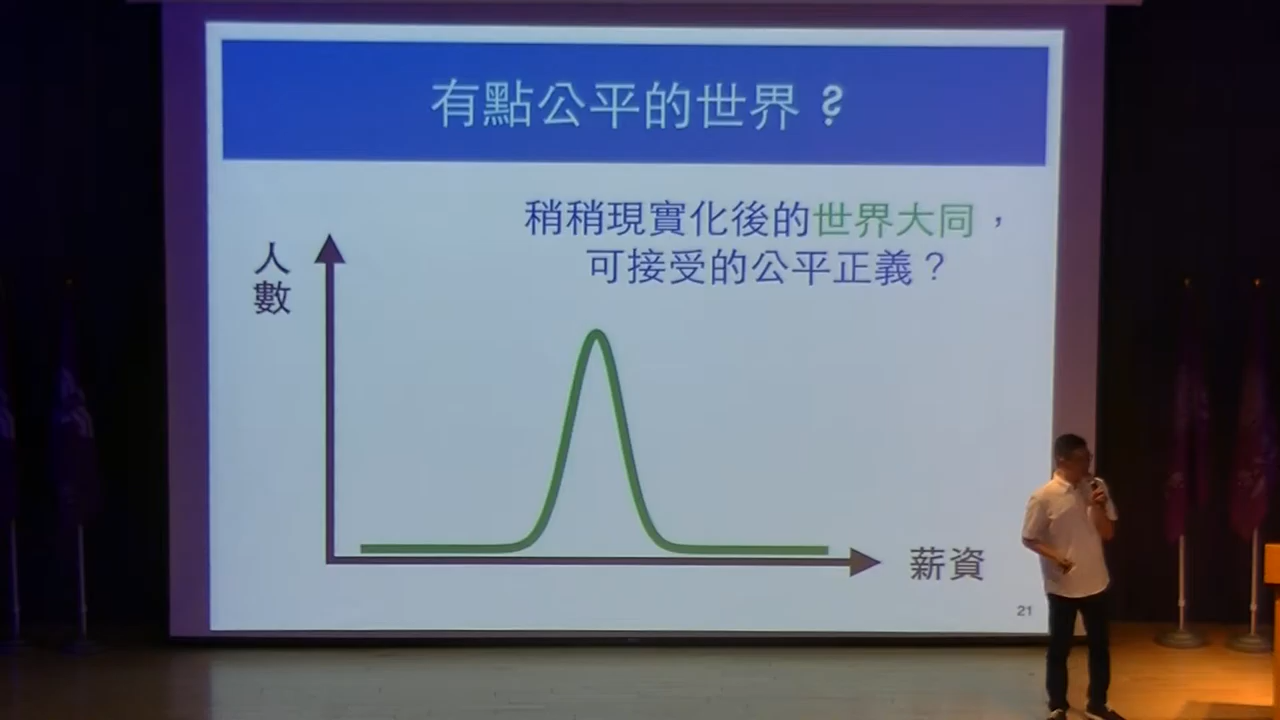 有點公平的世界？
稍稍現實化後的世界大同，
可接受的公平正義？
人數
薪資
21